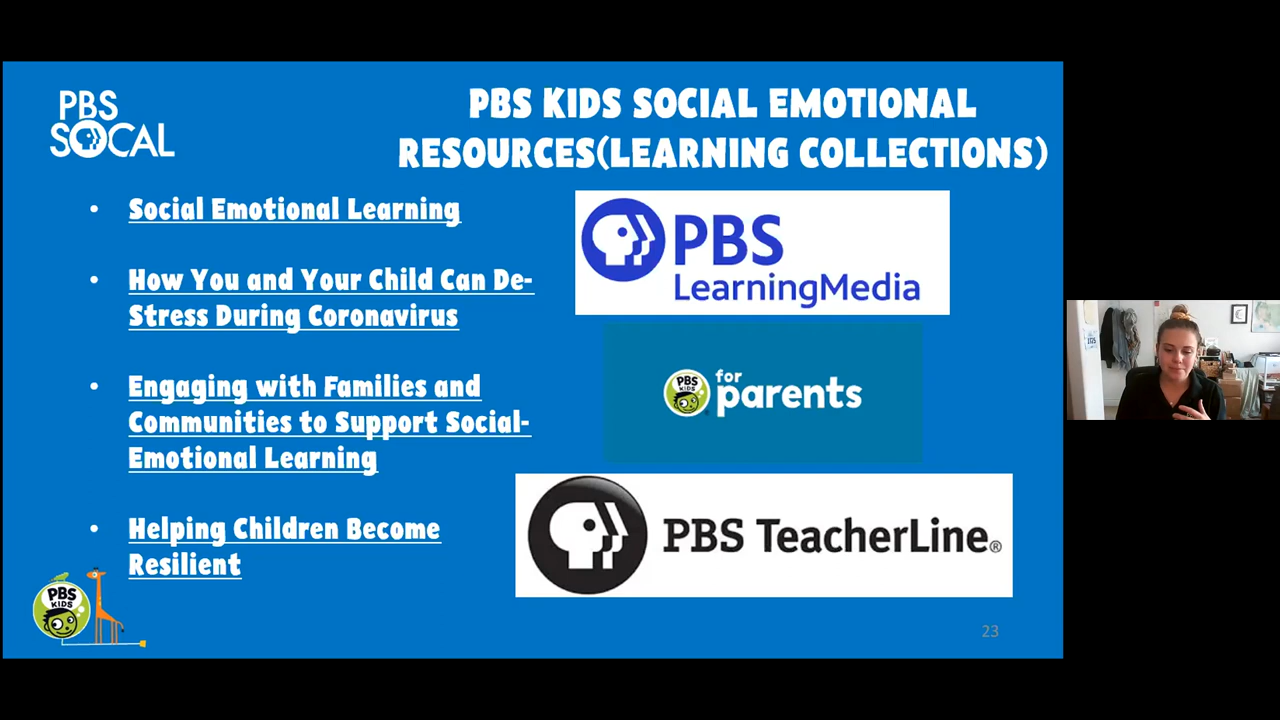 PBS
SOCAL
PBS KIDS SOCIAL EMOTIONAL
RESOURCES(LEARNING COLLECTIONS)
• Social Emotional Learning
• How You and Your Child Can De-
Stress During Coronavirus
• Engaging with Families and
Communities to Support Social-
Emotional Learning
• Helping Children Become
Resilient
PBS
LearningMedia
PBS
KIDS
for
parents
PBS TeacherLine®
PBS
KIDS
23